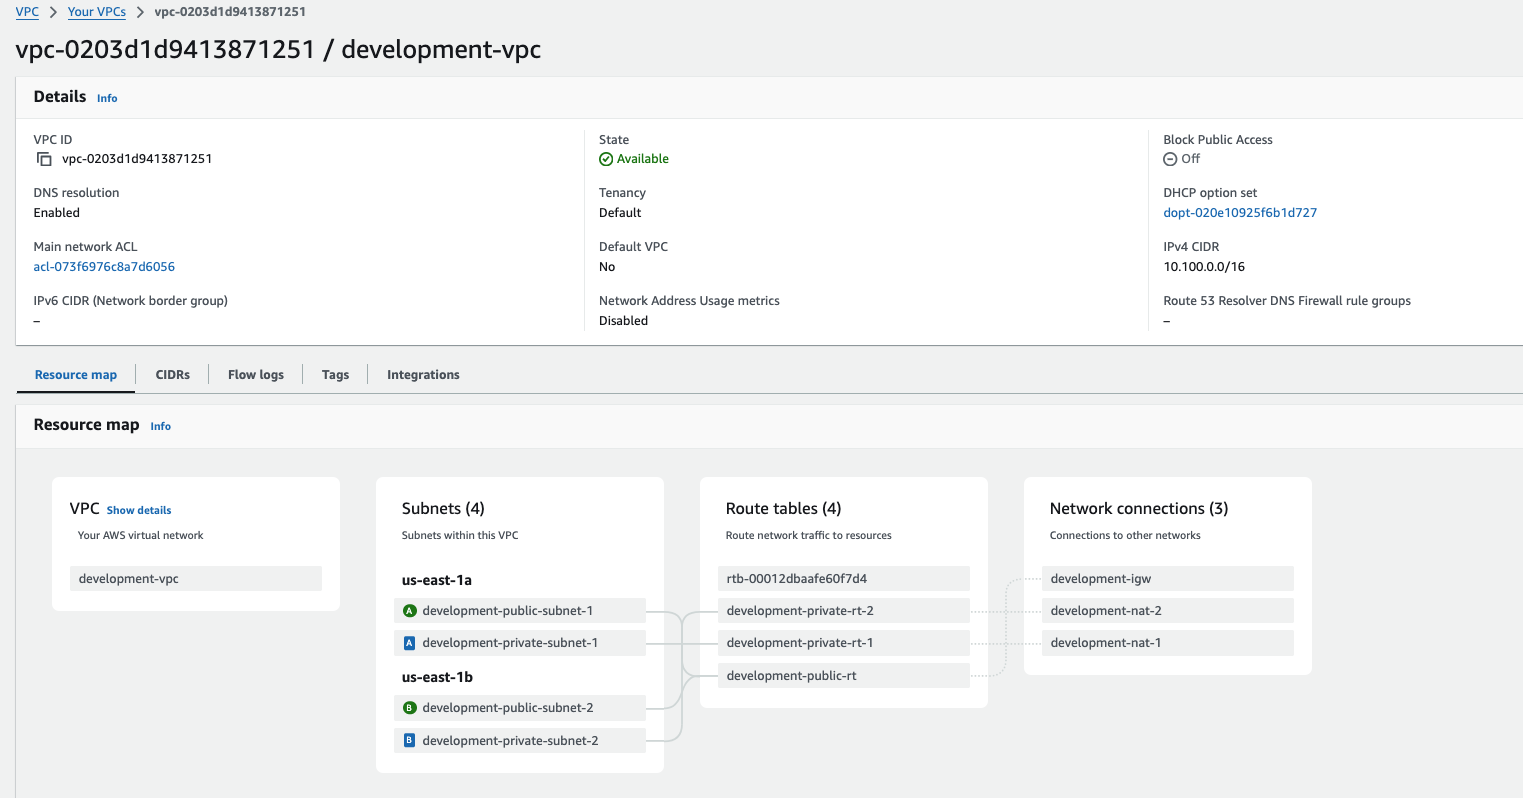 VPC > Your VPCs > vpc-0203d1d9413871251
vpc-0203d1d9413871251 / development-vpc
Details Info
VPC ID
vpc-0203d1d9413871251
State
Available
Block Public Access
Off
DNS resolution
Enabled
Tenancy
Default
DHCP option set
dopt-020e10925f6b1d727
Main network ACL
acl-073f6976c8a7d6056
Default VPC
No
IPv4 CIDR
10.100.0.0/16
IPv6 CIDR (Network border group)
–
Network Address Usage metrics
Disabled
Route 53 Resolver DNS Firewall rule groups
–
Resource map CIDRs Flow logs Tags Integrations
Resource map Info
VPC Show details
Your AWS virtual network
development-vpc
Subnets (4)
Subnets within this VPC
us-east-1a
A development-public-subnet-1
A development-private-subnet-1
us-east-1b
B development-public-subnet-2
B development-private-subnet-2
Route tables (4)
Route network traffic to resources
rtb-00012dbaafe60f7d4
development-private-rt-2
development-private-rt-1
development-public-rt
Network connections (3)
Connections to other networks
development-igw
development-nat-2
development-nat-1